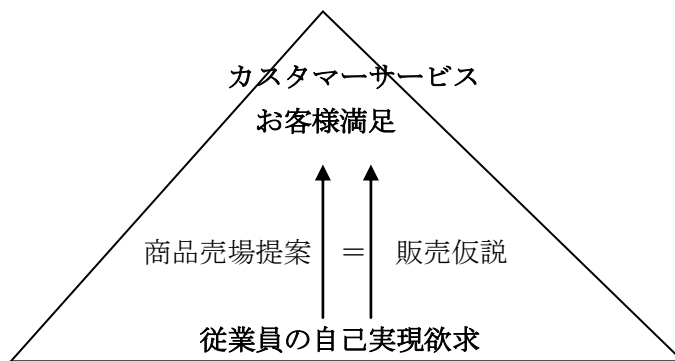 カスタマーサービス
お客様満足
商品売場提案 = 販売仮説
従業員の自己実現欲求